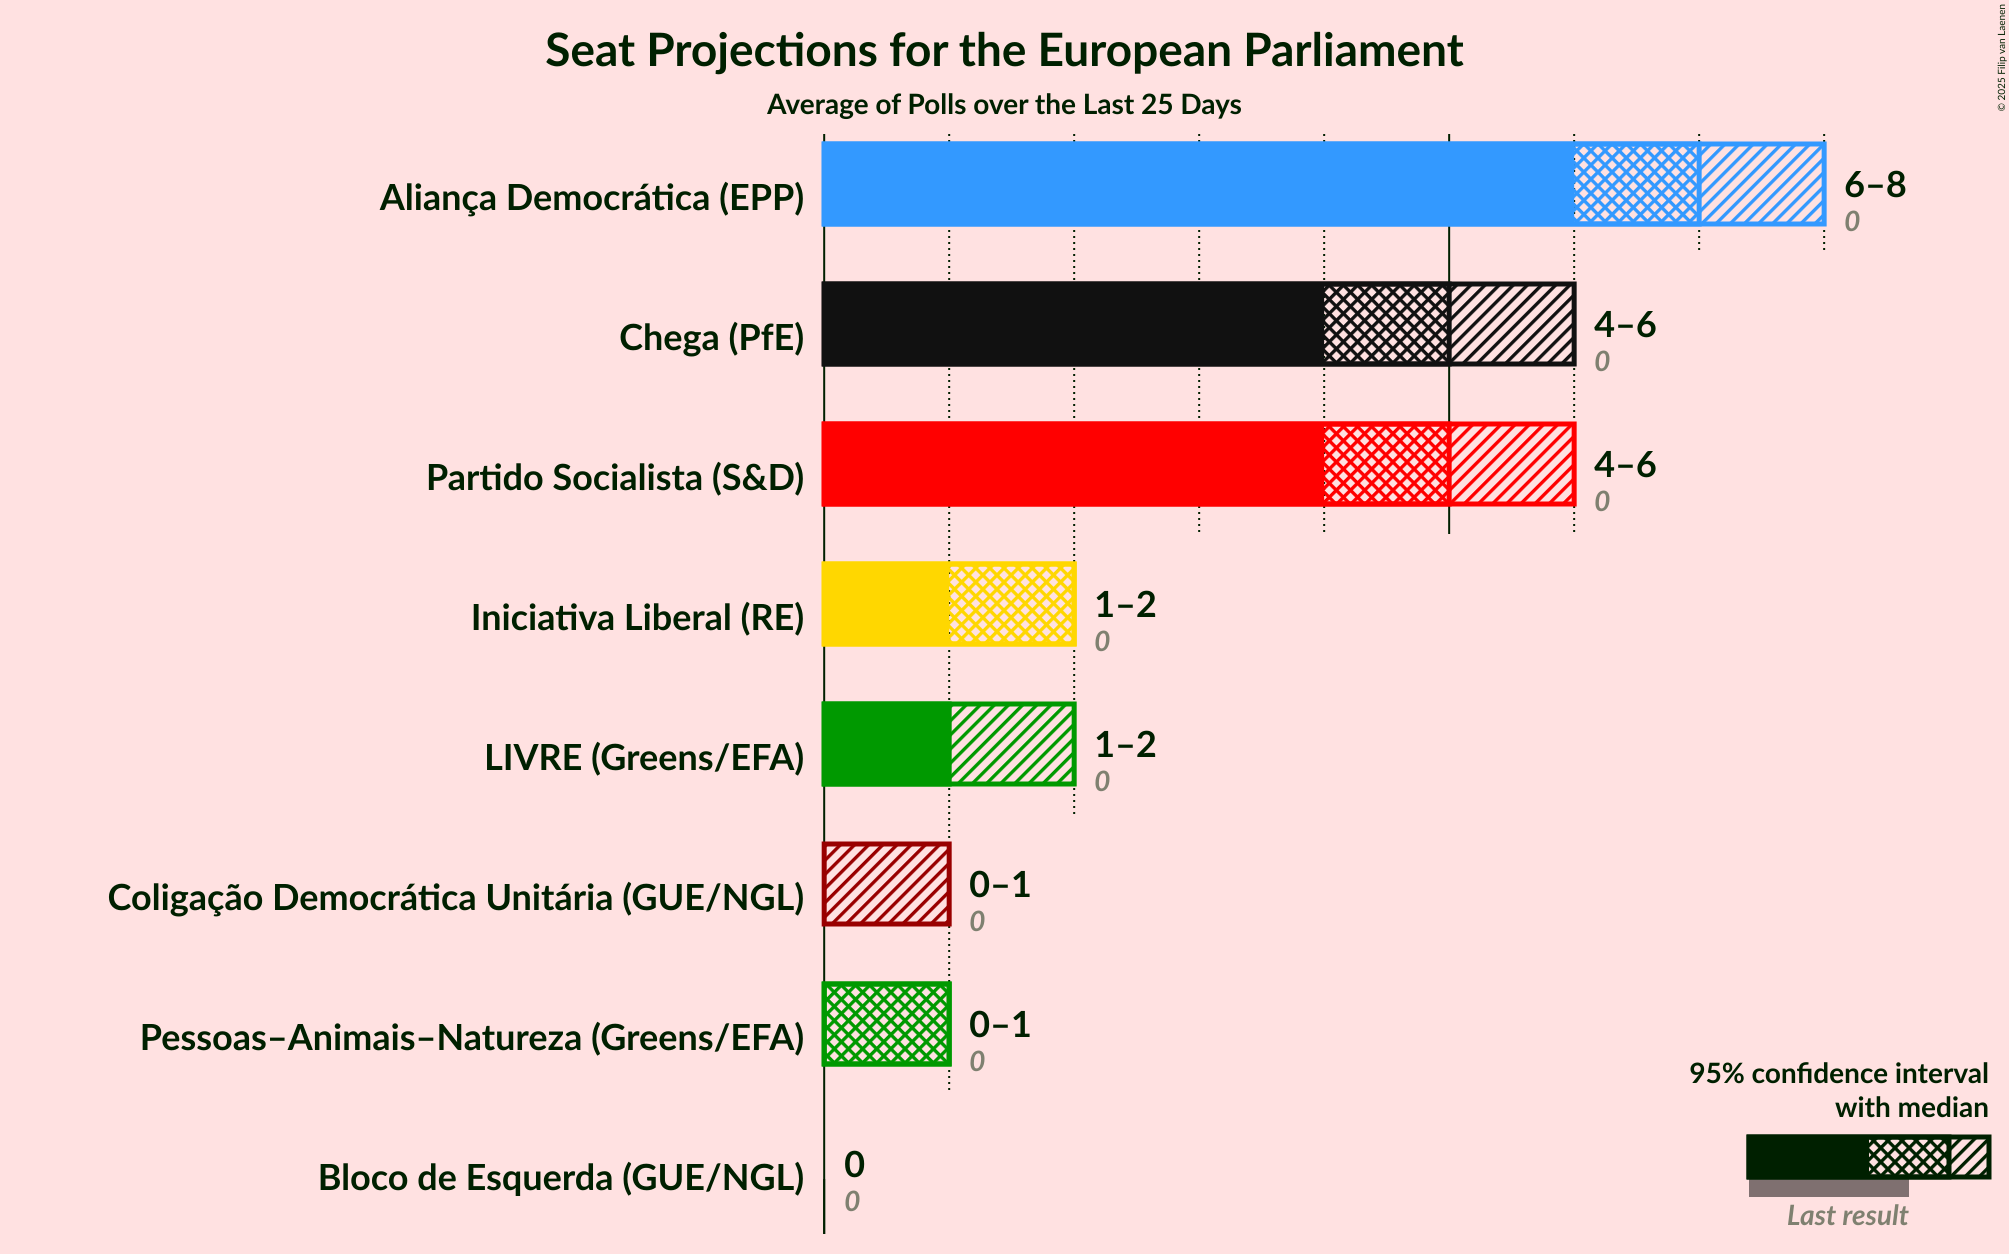 Seat Projections for the European Parliament
Average of Polls over the Last 25 Days
© 2025 Filip van Laenen
Aliança Democrática (EPP)
6–8
0
Chega (PfE)
4–6
0
Partido Socialista (S&D)
4–6
0
Iniciativa Liberal (RE)
1–2
0
LIVRE (Greens/EFA)
1–2
0
Coligação Democrática Unitária (GUE/NGL)
0–1
0
Pessoas–Animais–Natureza (Greens/EFA)
0–1
0
Bloco de Esquerda (GUE/NGL)
0
0
95% confidence interval
with median
Last result